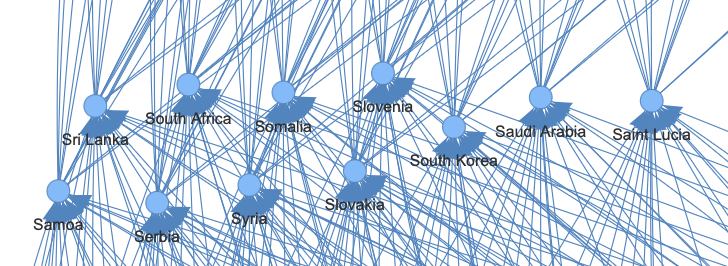 Sri Lanka
South Africa
Somalia
Slovenia
South Korea
Saudi Arabia
Saint Lucia
Samoa
Serbia
Syria
Slovakia